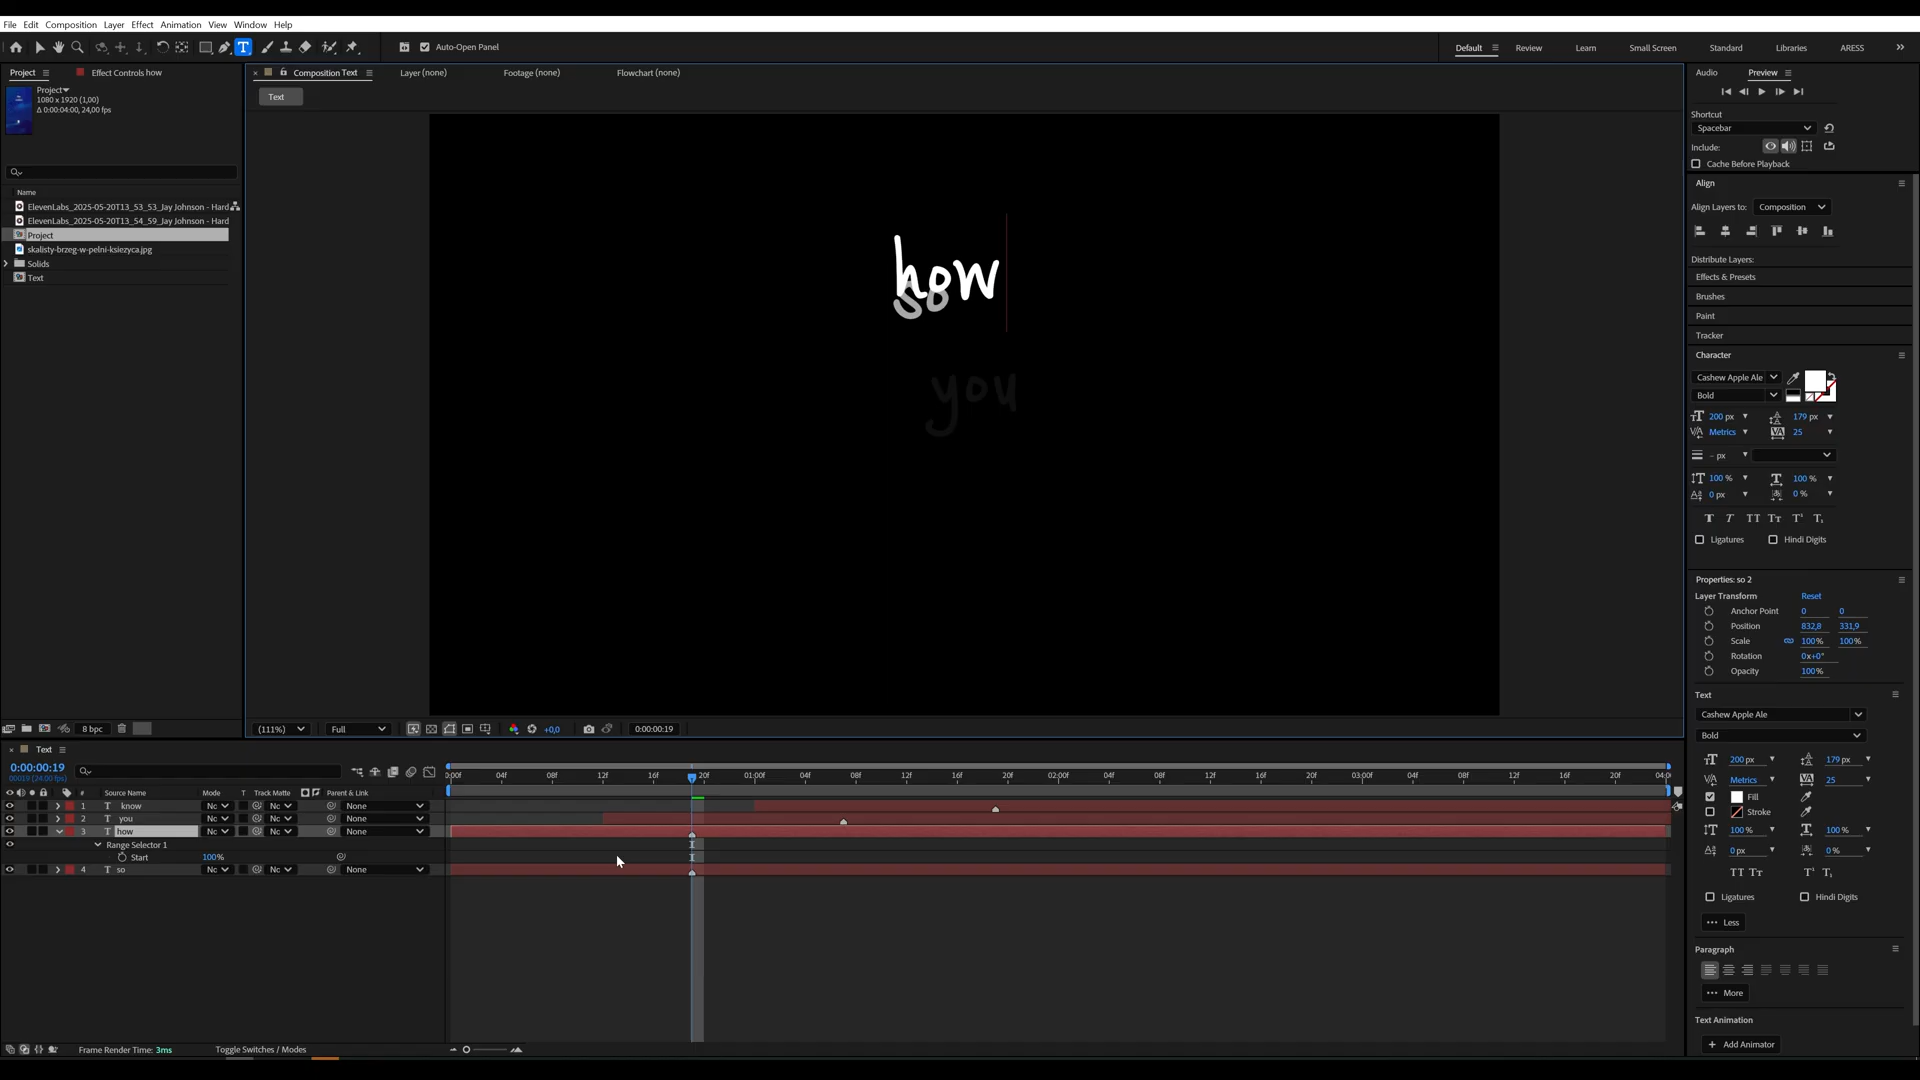 File Edit Composition Layer Effect Animation View Window Help
Auto-Open Panel
Default Review Learn Small Screen Standard Libraries ARESS
Project Effect Controls how
Composition Text Layer (none) Footage (none) Flowchart (none)
Audio Preview
Project
1080 x 1920 (1,00)
Δ 0:00:04:00, 24,00 fps
Text
Name
ElevenLabs_2025-05-20T13_53_53_Jay Johnson - Hard
ElevenLabs_2025-05-20T13_54_59_Jay Johnson - Hard
Project
skalisty-brzeg-w-pelni-ksiezyca.jpg
Solids
Text
how
so
you
Shortcut
Spacebar
Include:
Cache Before Playback
Align
Align Layers to: Composition
Distribute Layers:
Effects & Presets
Brushes
Paint
Tracker
Character
Cashew Apple Ale
Bold
200 px 179 px
Metrics 25
- px
100 % 100 %
0 px 0 %
Ligatures Hindi Digits
Properties: so 2
Layer Transform Reset
Anchor Point 0 0
Position 832,8 331,9
Scale 100% 100%
Rotation 0x+0°
Opacity 100%
Text
Cashew Apple Ale
Bold
200 px 179 px
Metrics 25
Fill
Stroke
100 % 100 %
0 px 0 %
Ligatures Hindi Digits
Less
Paragraph
More
Text Animation
Add Animator
8 bpc
(111%) Full +0,0 0:00:00:19
Text
0:00:00:19
00019 (24.00 fps)
0:00f 04f 08f 12f 16f 20f 01:00f 04f 08f 12f 16f 20f 02:00f 04f 08f 12f 16f 20f 03:00f 04f 08f 12f 16f 20f 04:0
# Source Name Mode T Track Matte Parent & Link
1 T know Nc Nc None
2 T you Nc Nc None
3 T how Nc Nc None
Range Selector 1
Start 100%
4 T so Nc Nc None
Frame Render Time: 3ms Toggle Switches / Modes